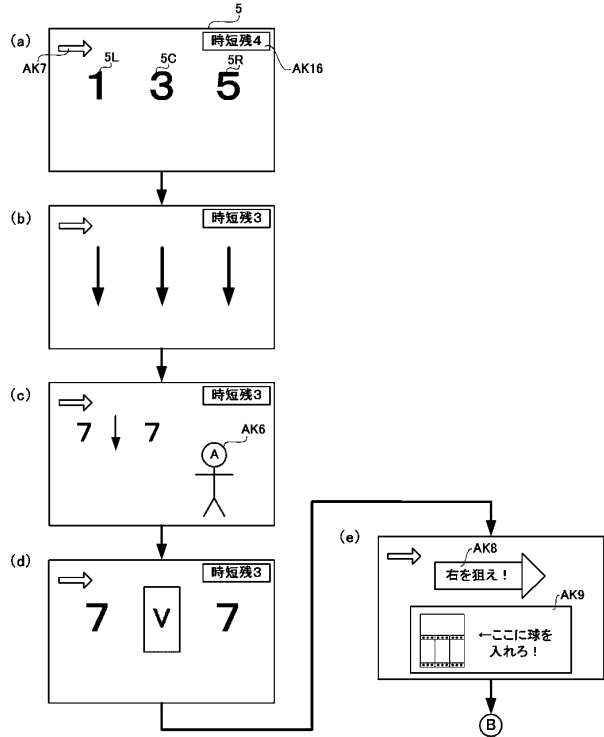 5
(a)
時短残4
AK7
5L
5C
5R
AK16
1 3 5
(b)
時短残3
(c)
時短残3
7 7
AK6
A
(d)
時短残3
7 V 7
(e)
AK8
右を狙え！
AK9
←ここに球を
入れろ！
B